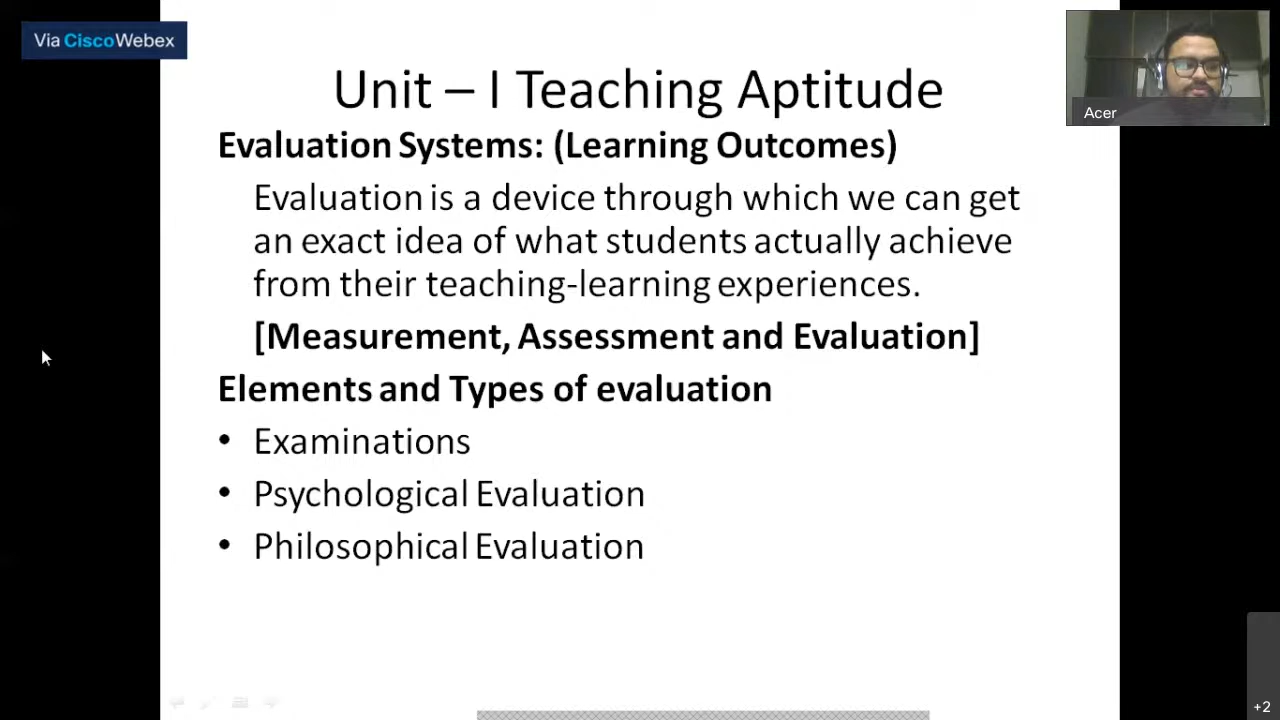 Via Cisco Webex
Acer
Unit – I Teaching Aptitude
Evaluation Systems: (Learning Outcomes)
Evaluation is a device through which we can get
an exact idea of what students actually achieve
from their teaching-learning experiences.
[Measurement, Assessment and Evaluation]
Elements and Types of evaluation
• Examinations
• Psychological Evaluation
• Philosophical Evaluation
+2